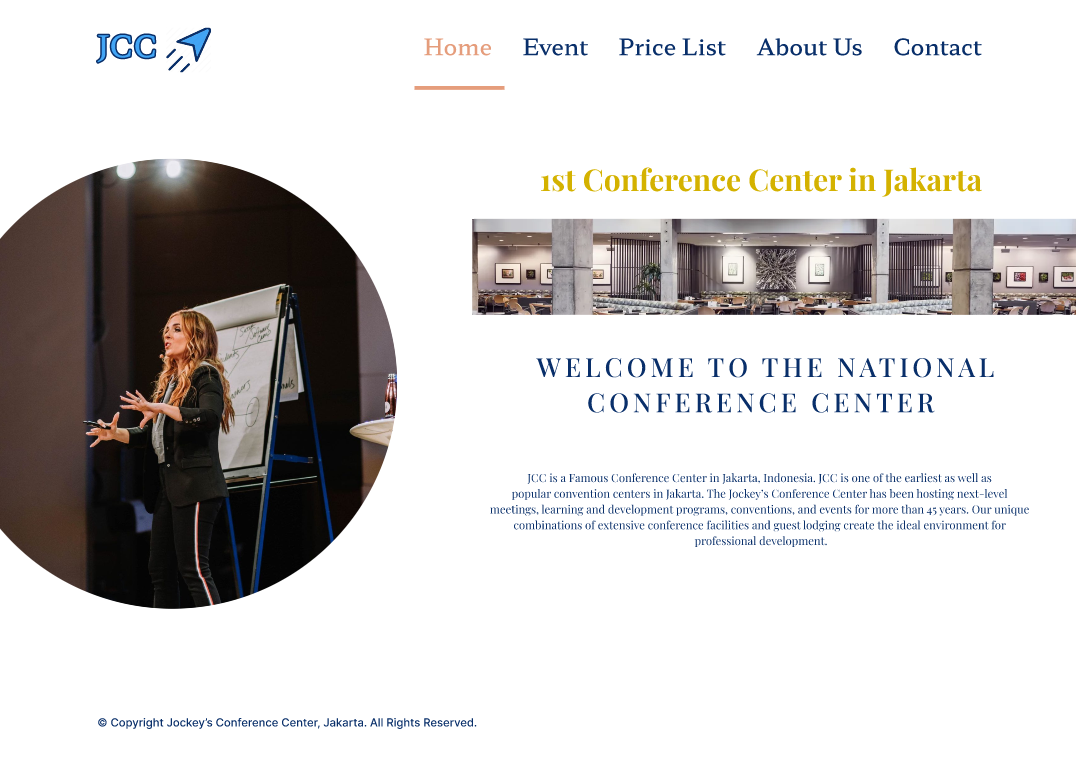 JCC
Home Event Price List About Us Contact
1st Conference Center in Jakarta
WELCOME TO THE NATIONAL
CONFERENCE CENTER
JCC is a Famous Conference Center in Jakarta, Indonesia. JCC is one of the earliest as well as
popular convention centers in Jakarta. The Jockey's Conference Center has been hosting next-level
meetings, learning and development programs, conventions, and events for more than 45 years. Our unique
combinations of extensive conference facilities and guest lodging create the ideal environment for
professional development.
© Copyright Jockey's Conference Center, Jakarta. All Rights Reserved.